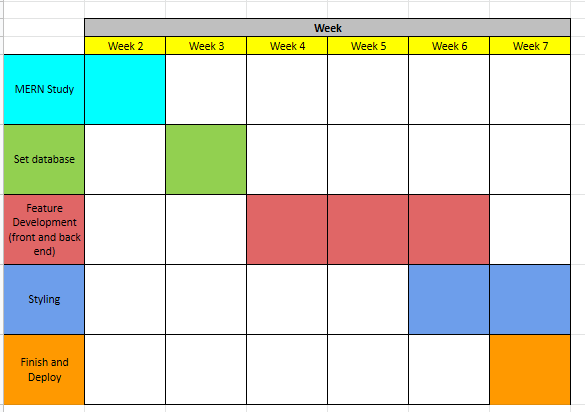 Week
Week 2 Week 3 Week 4 Week 5 Week 6 Week 7
MERN Study
Set database
Feature
Development
(front and back
end)
Styling
Finish and
Deploy